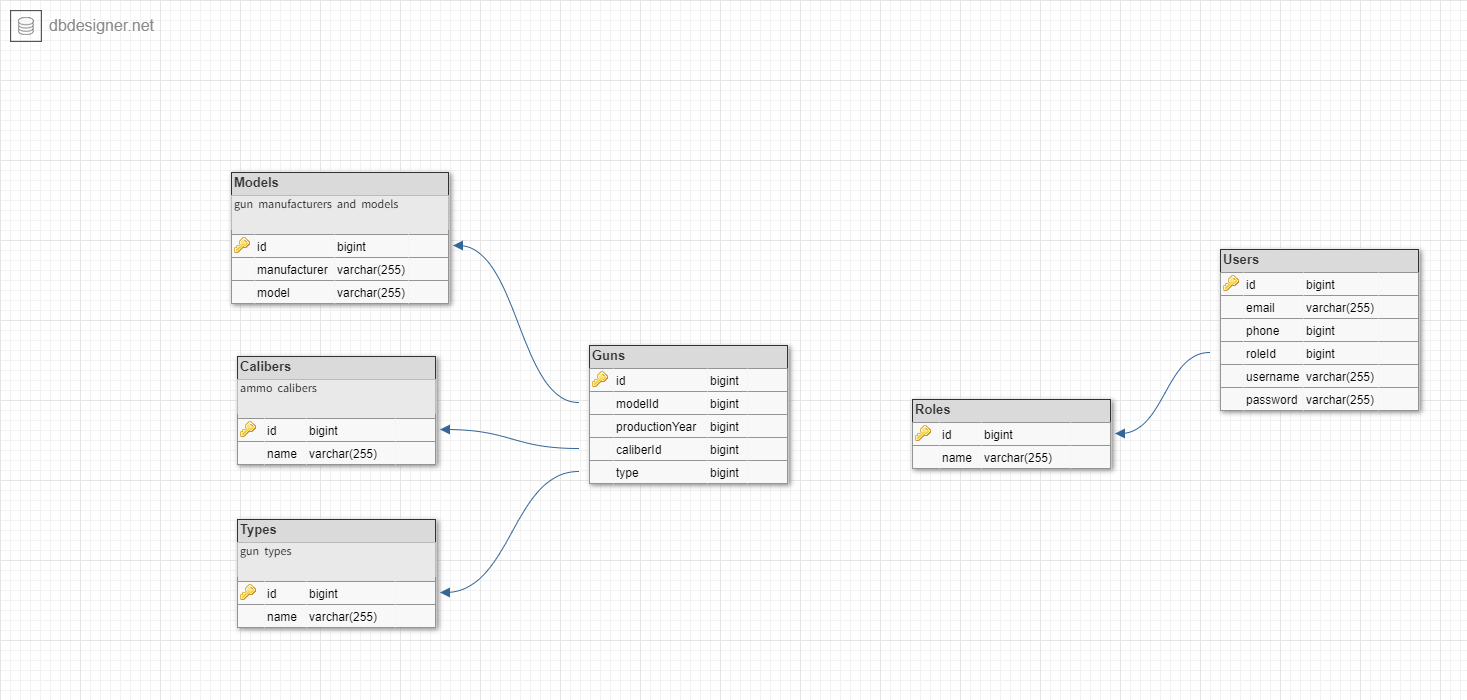 dbdesigner.net
Models
gun manufacturers and models
id bigint
manufacturer varchar(255)
model varchar(255)
Calibers
ammo calibers
id bigint
name varchar(255)
Types
gun types
id bigint
name varchar(255)
Guns
id bigint
modelId bigint
productionYear bigint
caliberId bigint
type bigint
Roles
id bigint
name varchar(255)
Users
id bigint
email varchar(255)
phone bigint
roleId bigint
username varchar(255)
password varchar(255)